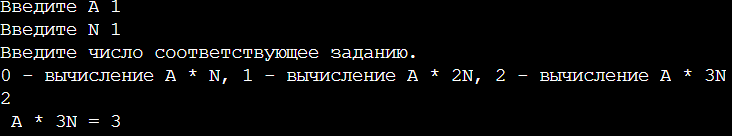 Введите A 1
Введите N 1
Введите число соответствующее заданию.
0 - вычисление A * N, 1 - вычисление A * 2N, 2 - вычисление A * 3N
2
A * 3N = 3